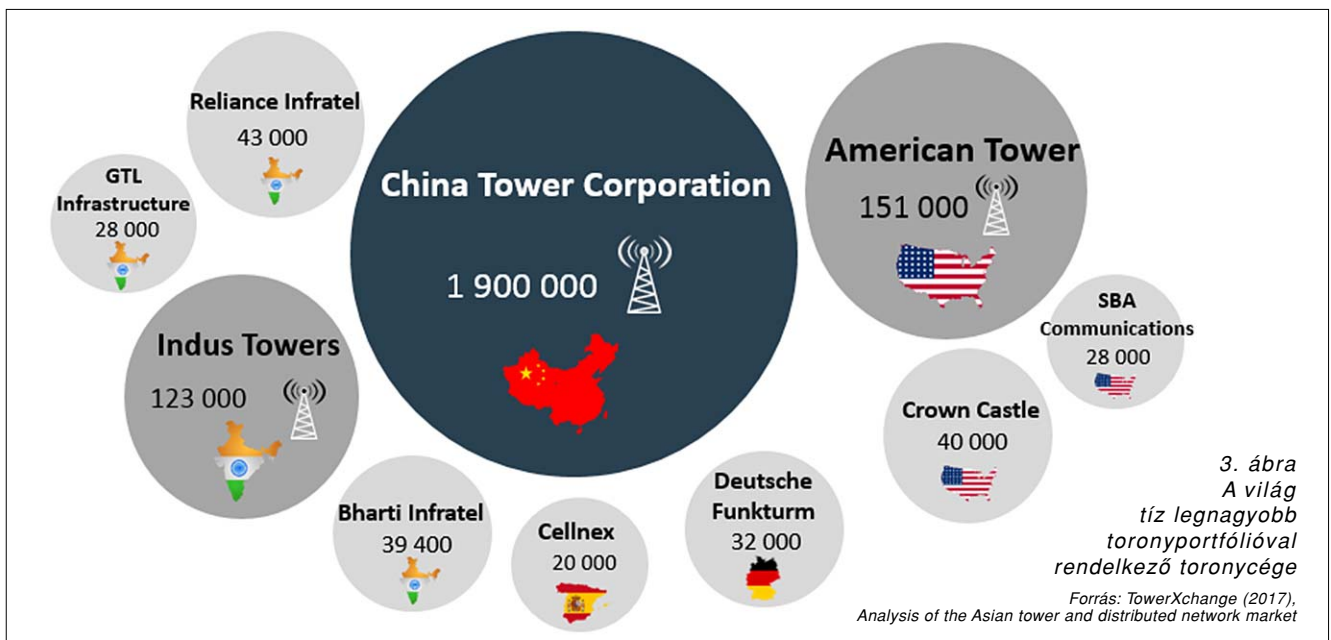 Reliance Infratel
43 000
GTL
Infrastructure
28 000
China Tower Corporation
1 900 000
American Tower
151 000
Indus Towers
123 000
SBA
Communications
28 000
Crown Castle
40 000
Bharti Infratel
39 400
Cellnex
20 000
Deutsche
Funkturm
32 000
3. ábra
A világ
tíz legnagyobb
toronyportfólióval
rendelkező toronycége
Forrás: TowerXchange (2017),
Analysis of the Asian tower and distributed network market